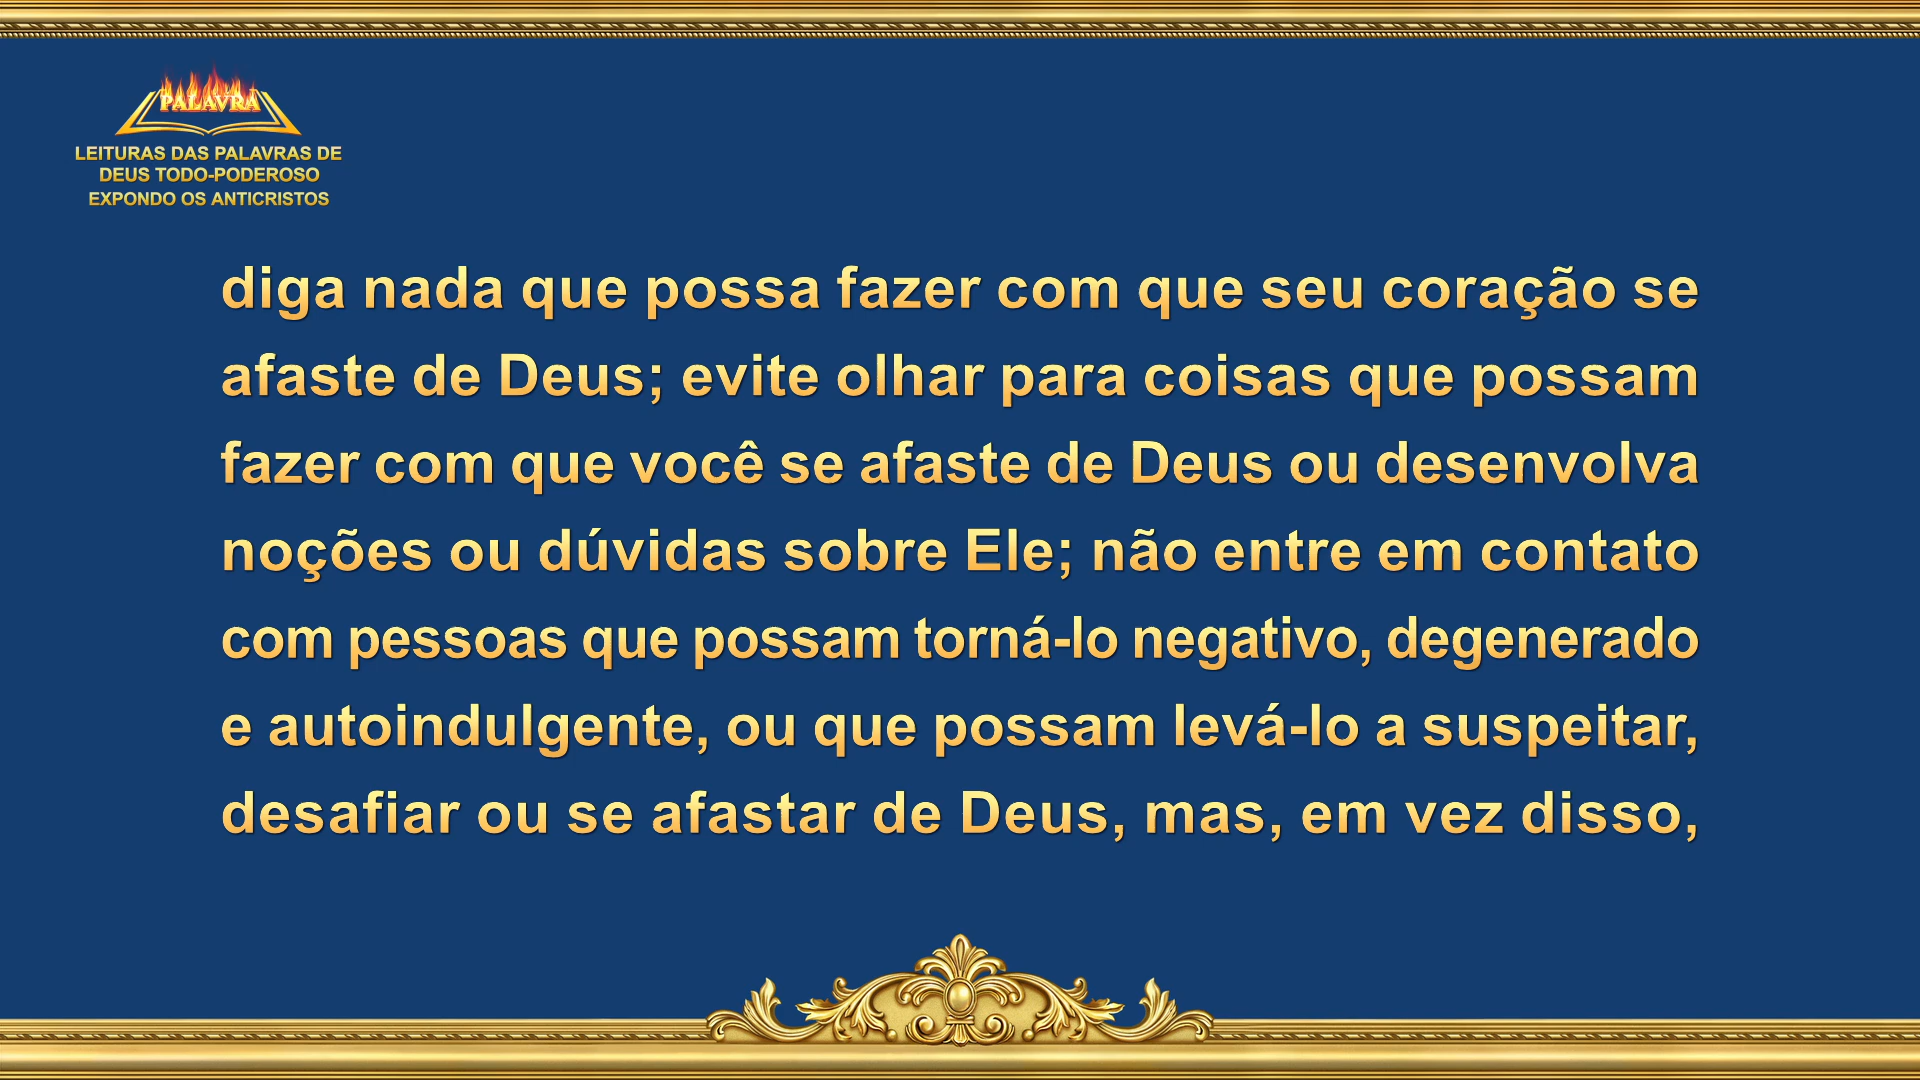 PALAVRA
LEITURAS DAS PALAVRAS DE
DEUS TODO-PODEROSO
EXPONDO OS ANTICRISTOS
diga nada que possa fazer com que seu coração se
afaste de Deus; evite olhar para coisas que possam
fazer com que você se afaste de Deus ou desenvolva
noções ou dúvidas sobre Ele; não entre em contato
com pessoas que possam torná-lo negativo, degenerado
e autoindulgente, ou que possam levá-lo a suspeitar,
desafiar ou se afastar de Deus, mas, em vez disso,